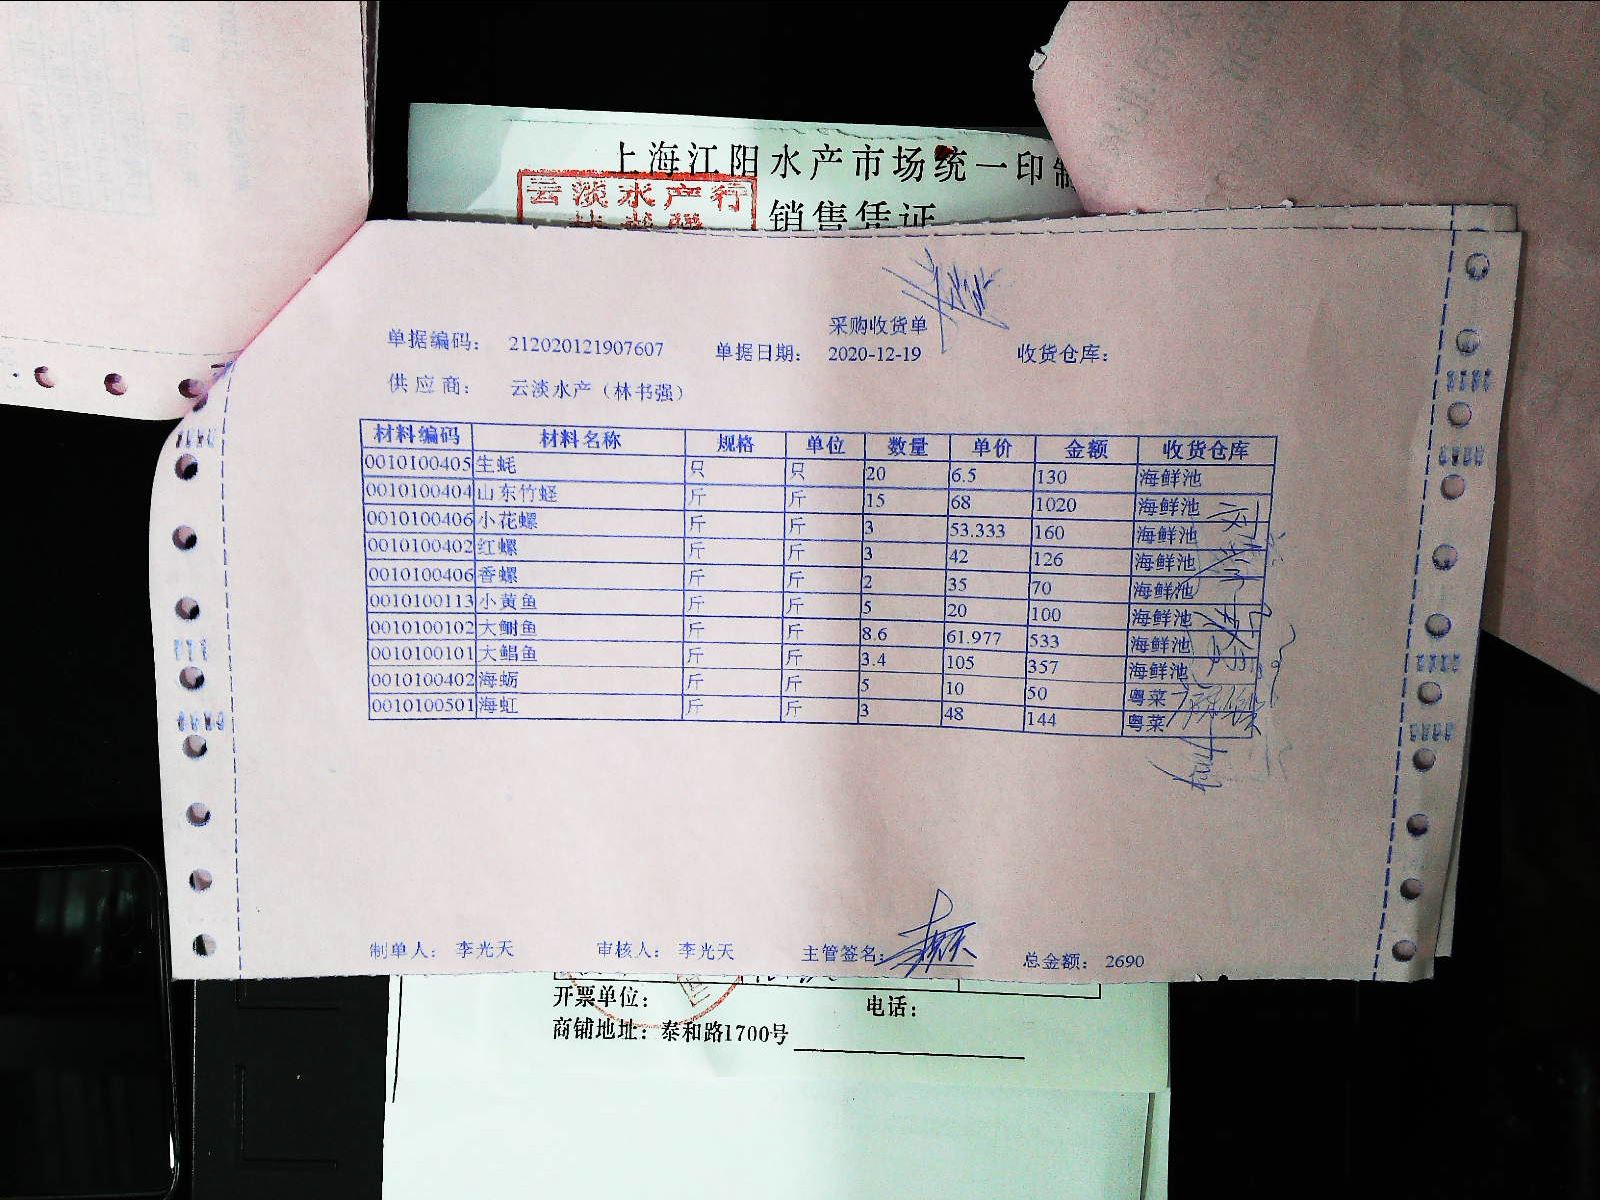 上海江阳水产市场统一印制
云淡水产行
销售凭证
采购收货单
单据编码: 212020121907607 单据日期: 2020-12-19 收货仓库:
供应商: 云淡水产（林书强）
材料编码 材料名称 规格 单位 数量 单价 金额 收货仓库
0010100405 生蚝 只 只 20 6.5 130 海鲜池
0010100404 山东竹蛏 斤 斤 15 68 1020 海鲜池
0010100406 小花螺 斤 斤 3 53.333 160 海鲜池
0010100402 红螺 斤 斤 3 42 126 海鲜池
0010100406 香螺 斤 斤 2 35 70 海鲜池
0010100113 小黄鱼 斤 斤 5 20 100 海鲜池
0010100102 大鮒鱼 斤 斤 8.6 61.977 533 海鲜池
0010100101 大鲳鱼 斤 斤 3.4 105 357 海鲜池
0010100402 海蛎 斤 斤 5 10 50 粤菜
0010100501 海虹 斤 斤 3 48 144 粤菜
制单人: 李光天 审核人: 李光天 主管签名: 总金额: 2690
开票单位: 电话:
商铺地址: 泰和路1700号